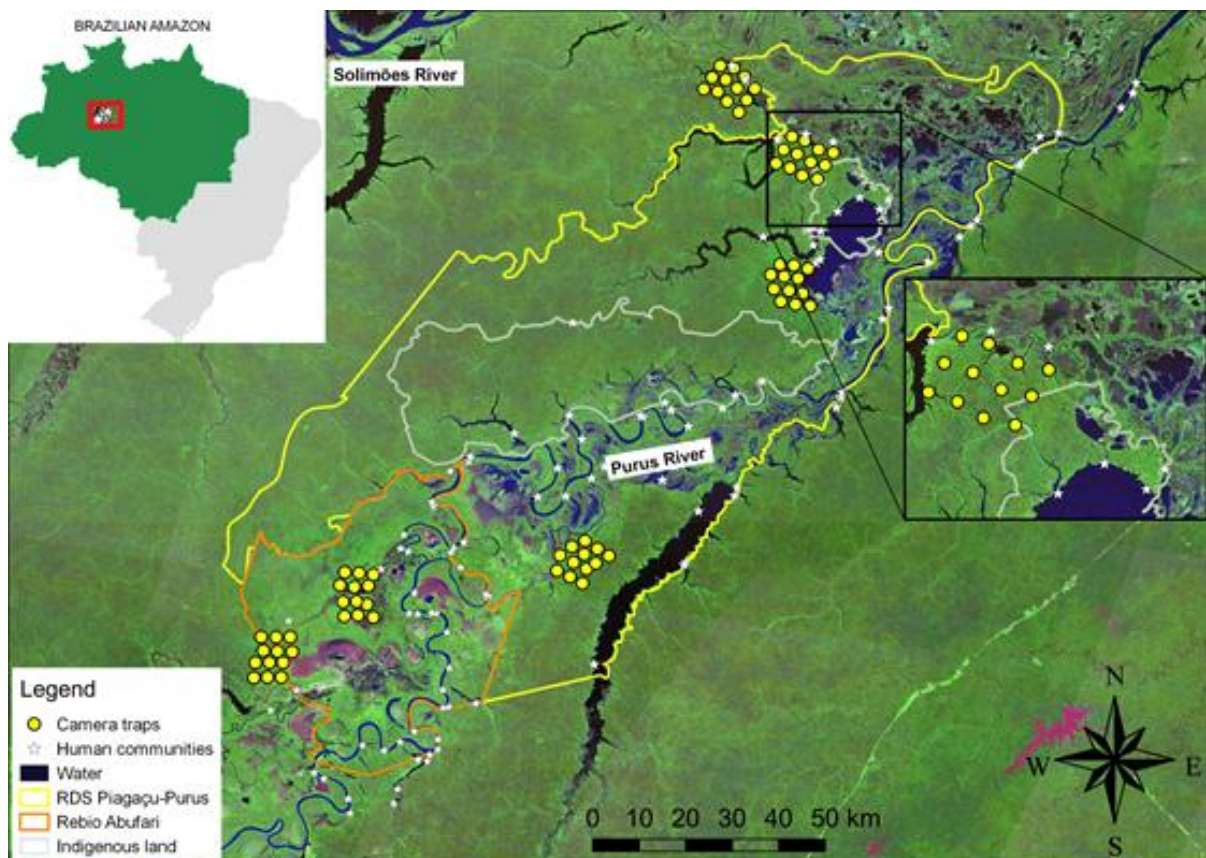 BRAZILIAN AMAZON
Solimões River
Purus River
Legend
Camera traps
Human communities
Water
RDS Piagaçu-Purus
Rebio Abufari
Indigenous land
0 10 20 30 40 50 km
N
W
E
S